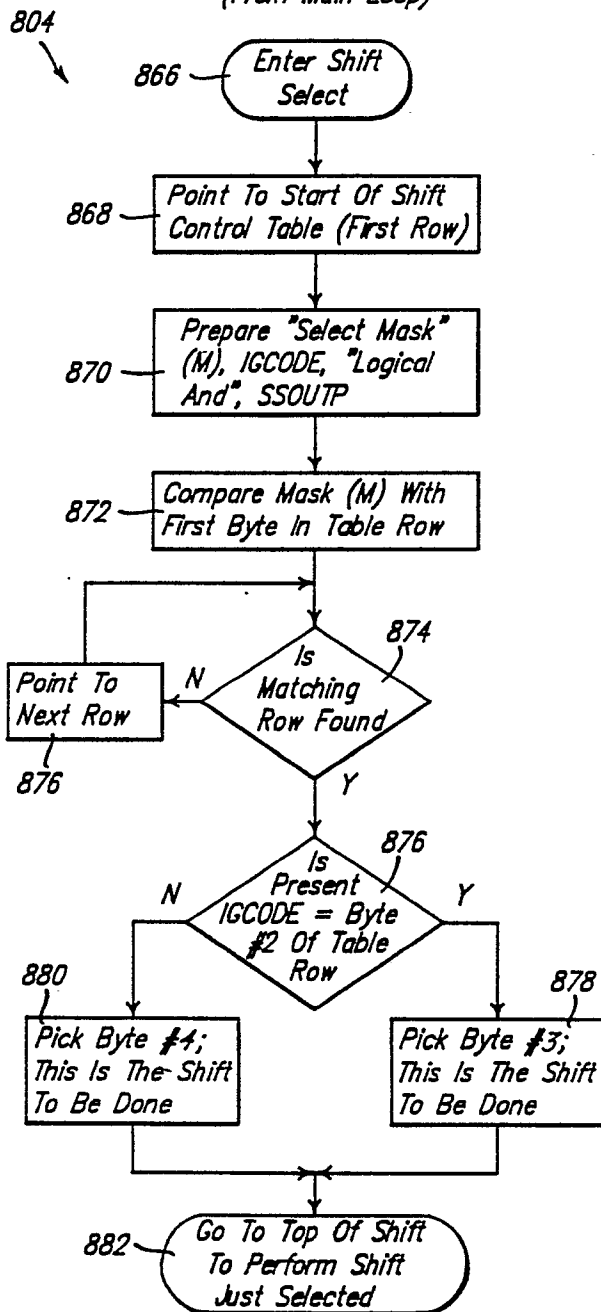 (From Main Loop)
804
866
Enter Shift
Select
868
Point To Start Of Shift
Control Table (First Row)
870
Prepare "Select Mask"
(M), IGCODE, "Logical
And", SSOUTP
872
Compare Mask (M) With
First Byte In Table Row
874
Is
Matching
Row Found
N
Point To
Next Row
876
Y
876
Is
Present
IGCODE = Byte
#2 Of Table
Row
N
Y
880
Pick Byte #4;
This Is The Shift
To Be Done
878
Pick Byte #3;
This Is The Shift
To Be Done
882
Go To Top Of Shift
To Perform Shift
Just Selected